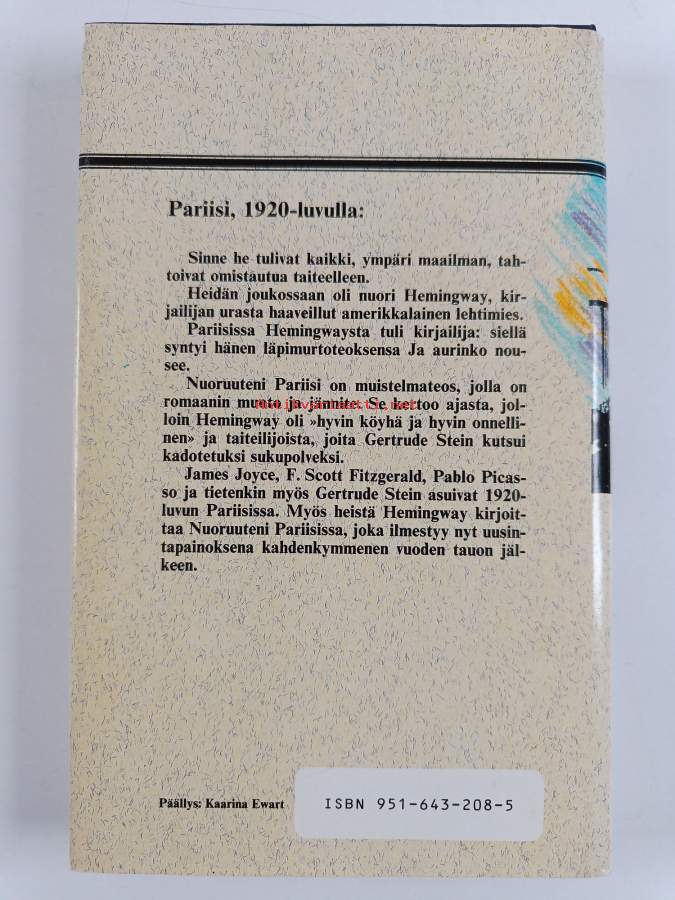 Pariisi, 1920-luvulla:
Sinne he tulivat kaikki, ympäri maailman, tah-
toivat omistautua taiteelleen.
Heidän joukossaan oli nuori Hemingway, kir-
jailijan urasta haaveillut amerikkalainen lehtimies.
Pariisissa Hemingwaysta tuli kirjailija: siellä
syntyi hänen läpimurtoteoksensa Ja aurinko nou-
see.
Nuoruuteni Pariisi on muistelmateos, jolla on
romaanin muoto ja jännite. Se kertoo ajasta, jol-
loin Hemingway oli »hyvin köyhä ja hyvin onnelli-
nen» ja taiteilijoista, joita Gertrude Stein kutsui
kadotetuksi sukupolveksi.
James Joyce, F. Scott Fitzgerald, Pablo Picas-
so ja tietenkin myös Gertrude Stein asuivat 1920-
luvun Pariisissa. Myös heistä Hemingway kirjoit-
taa Nuoruuteni Pariisissa, joka ilmestyy nyt uusin-
tapainoksena kahdenkymmenen vuoden tauon jäl-
keen.
Päällys: Kaarina Ewart
ISBN 951-643-208-5